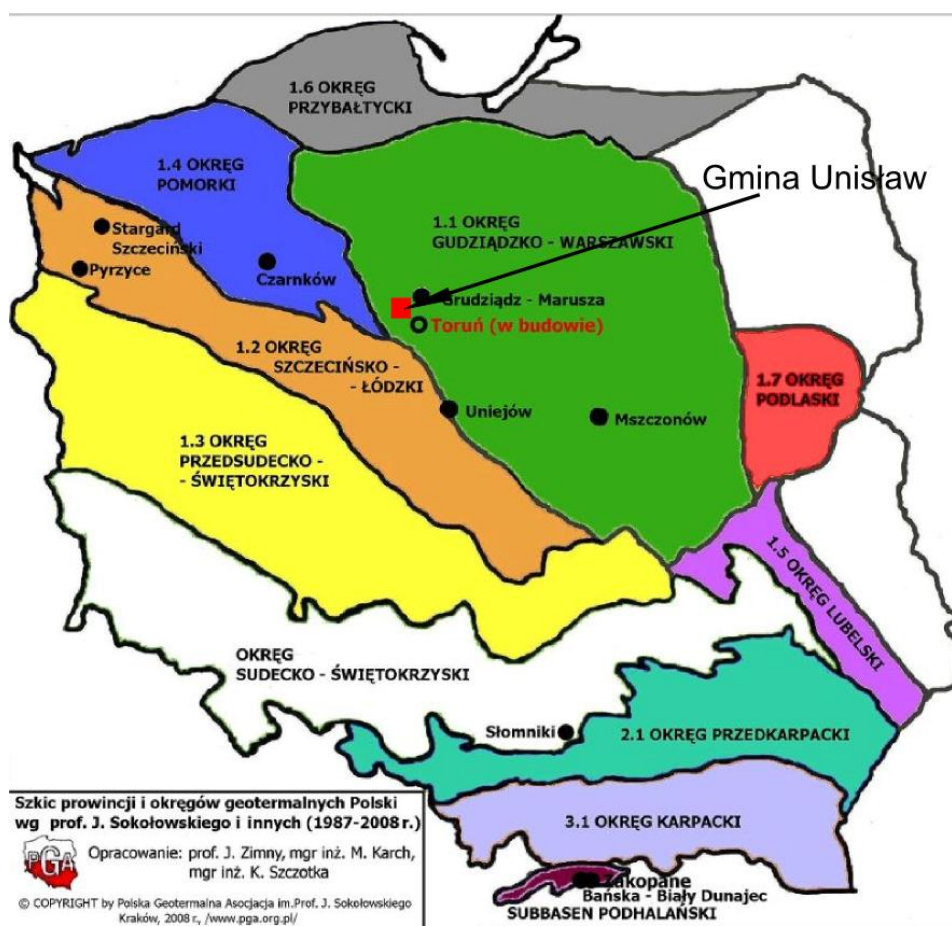 1.6 OKRĘG
PRZYBAŁTYCKI
1.4 OKRĘG
POMORKI
Gmina Unisław
1.1 OKRĘG
GUDZIĄDZKO - WARSZAWSKI
Stargard
Szczeciński
Pyrzyce
Czarnków
Grudziądz - Marusza
Toruń (w budowie)
1.2 OKRĘG
SZCZECIŃSKO -
- ŁÓDZKI
1.7 OKRĘG
PODLASKI
Uniejów
Mszczonów
1.3 OKRĘG
PRZEDSUDECKO -
- ŚWIĘTOKRZYSKI
1.5 OKRĘG LUBELSKI
OKRĘG
SUDECKO - ŚWIĘTOKRZYSKI
Słomniki
2.1 OKRĘG PRZEDKARPACKI
3.1 OKRĘG KARPACKI
Zakopane
Bańska - Biały Dunajec
SUBBASEN PODHALAŃSKI
Szkic prowincji i okręgów geotermalnych Polski
wg prof. J. Sokołowskiego i innych (1987-2008 r.)
PGA
Opracowanie: prof. J. Zimny, mgr inż. M. Karch,
mgr inż. K. Szczotka
© COPYRIGHT by Polska Geotermalna Asocjacja im.Prof. J. Sokołowskiego
Kraków, 2008 r., /www.pga.org.pl/